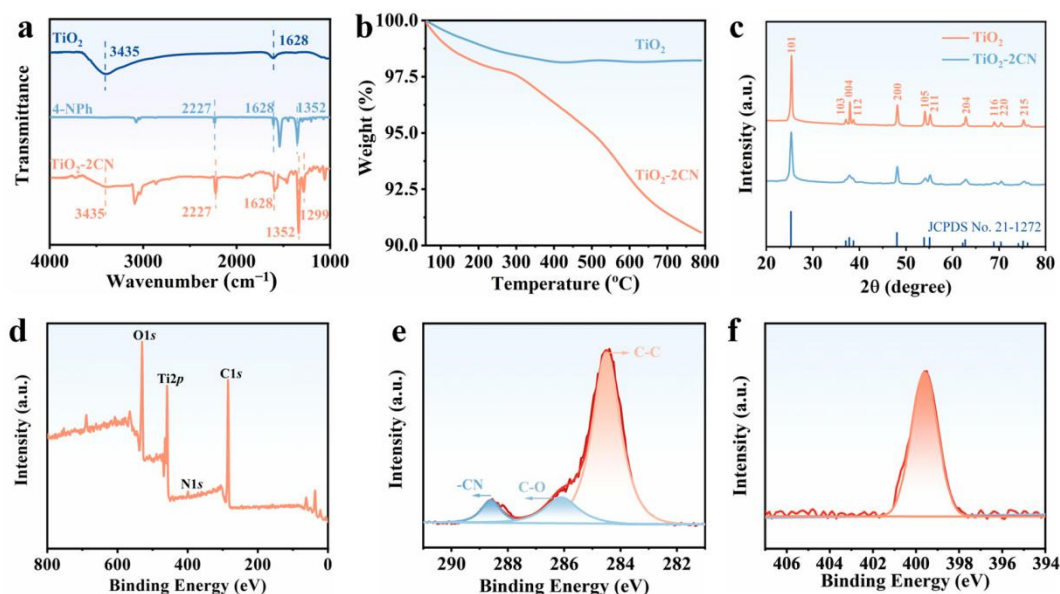 a
TiO₂
3435
1628
4-NPh
2227
1628
1352
TiO₂-2CN
3435
2227
1628
1352
1299
Transmittance
4000 3000 2000 1000
Wavenumber (cm⁻¹)
b
100.0
97.5
95.0
92.5
90.0
Weight (%)
TiO₂
TiO₂-2CN
100 200 300 400 500 600 700 800
Temperature (ºC)
c
101
103
004
112
200
105
211
204
116
220
215
TiO₂
TiO₂-2CN
JCPDS No. 21-1272
Intensity (a.u.)
20 30 40 50 60 70 80
2θ (degree)
d
O1s
Ti2p
C1s
N1s
Intensity (a.u.)
800 600 400 200 0
Binding Energy (eV)
e
C-C
-CN
C-O
Intensity (a.u.)
290 288 286 284 282
Binding Energy (eV)
f
Intensity (a.u.)
406 404 402 400 398 396 394
Binding Energy (eV)